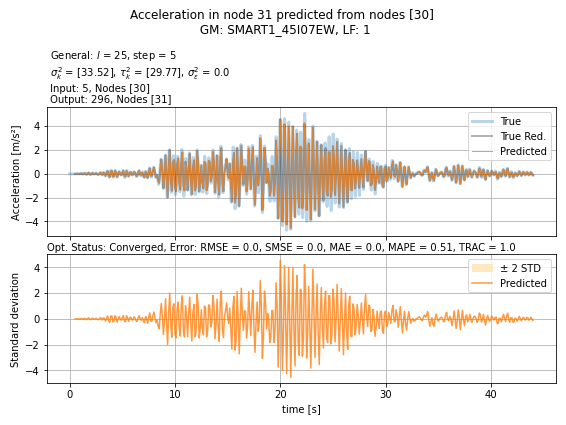 Acceleration in node 31 predicted from nodes [30]
GM: SMART1_45I07EW, LF: 1
General: l = 25, step = 5
σ²ₖ = [33.52], τ²ₖ = [29.77], σ²ₑ = 0.0
Input: 5, Nodes [30]
Output: 296, Nodes [31]
Acceleration [m/s²]
4
2
0
−2
−4
True
True Red.
Predicted
Opt. Status: Converged, Error: RMSE = 0.0, SMSE = 0.0, MAE = 0.0, MAPE = 0.51, TRAC = 1.0
Standard deviation
4
2
0
−2
−4
± 2 STD
Predicted
0 10 20 30 40
time [s]